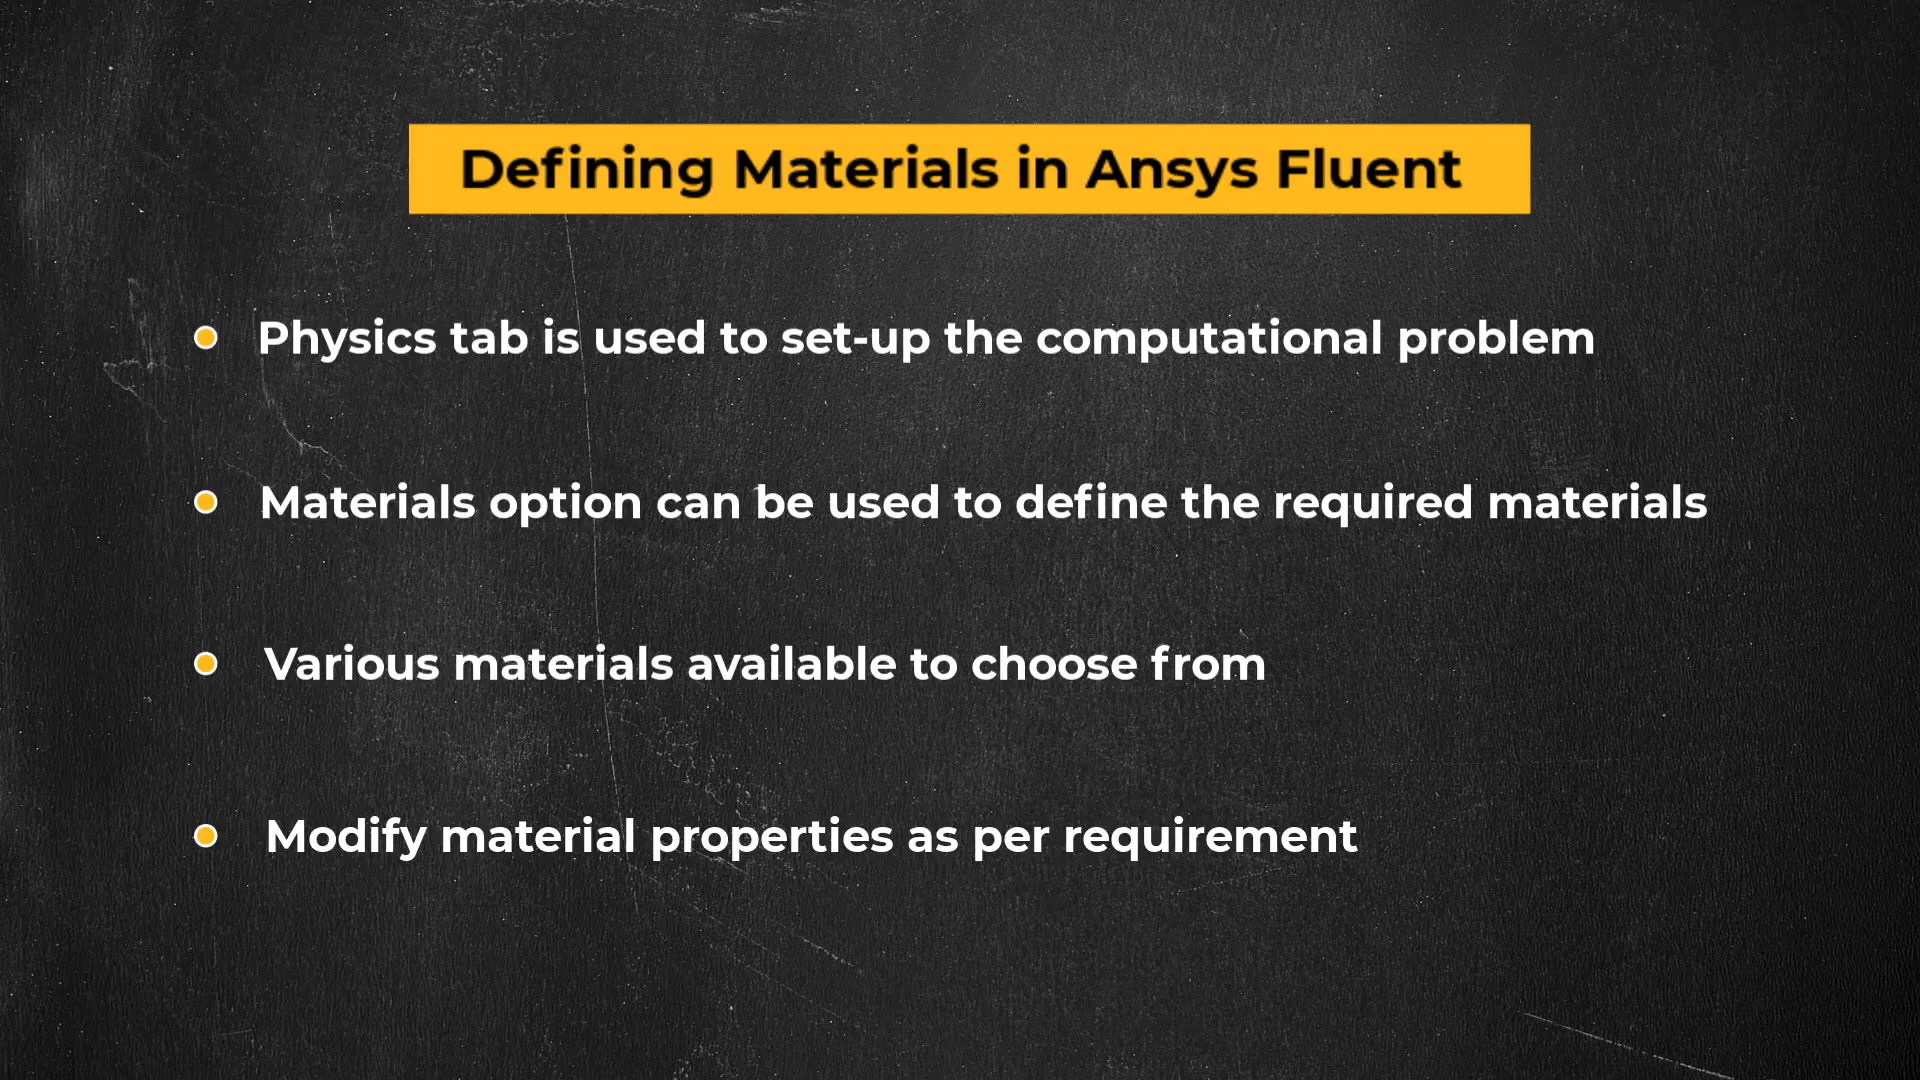 Defining Materials in Ansys Fluent
Physics tab is used to set-up the computational problem
Materials option can be used to define the required materials
Various materials available to choose from
Modify material properties as per requirement